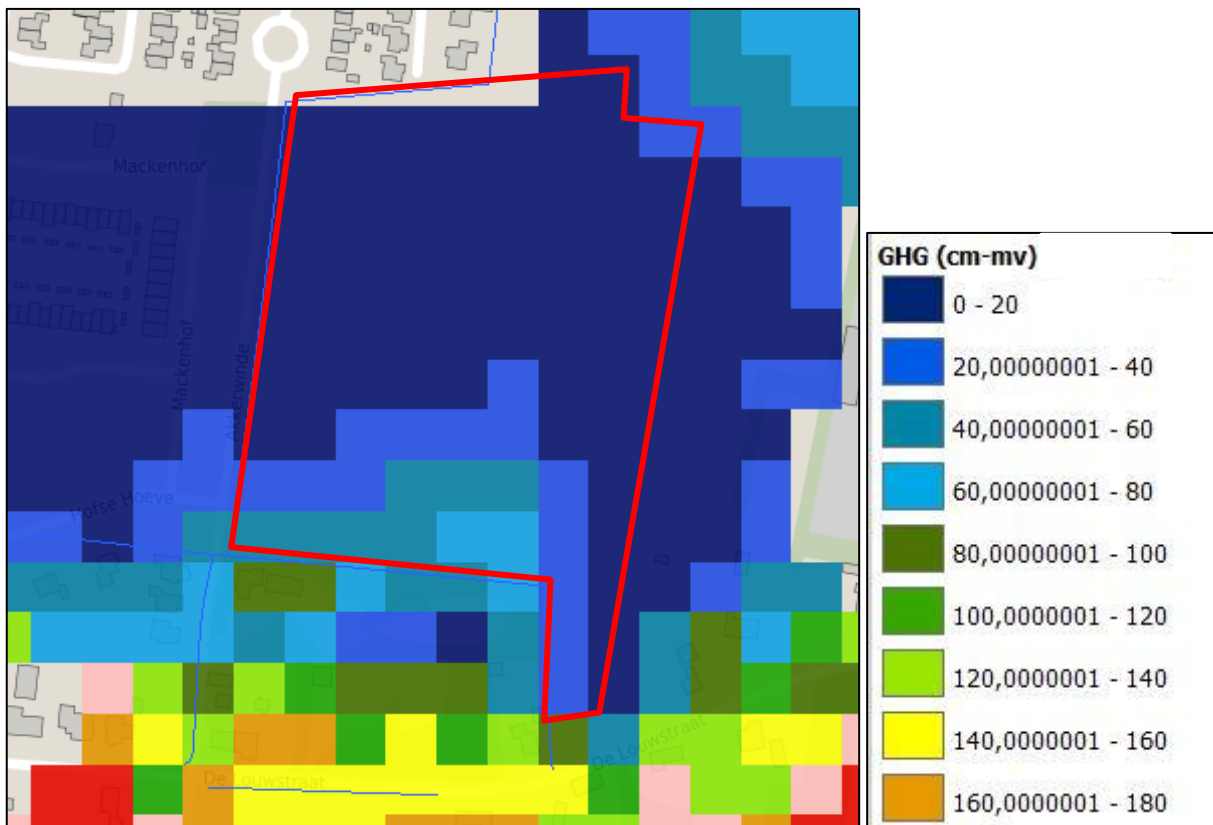 Mackenhof
Mackenhof
Akkerwinde
Hofse Hoeve
De Louwstraat
De Louwstraat
GHG (cm-mv)
0 - 20
20,00000001 - 40
40,00000001 - 60
60,00000001 - 80
80,00000001 - 100
100,0000001 - 120
120,0000001 - 140
140,0000001 - 160
160,0000001 - 180